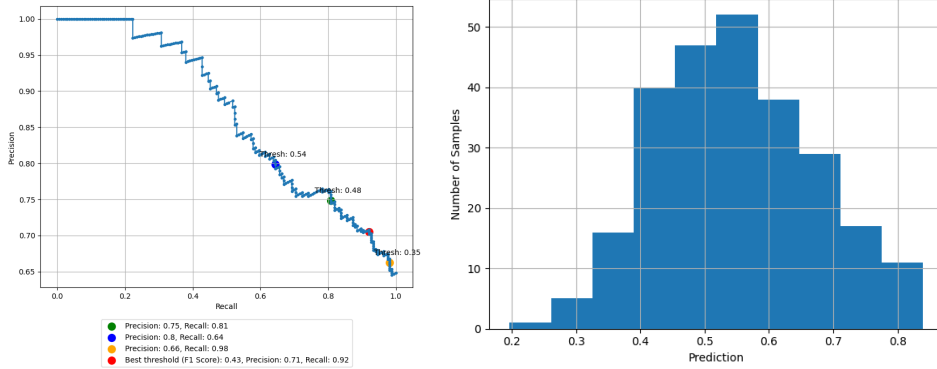 1.00
0.95
0.90
0.85
0.80
0.75
0.70
0.65
Precision
Thresh: 0.54
Thresh: 0.48
Thresh: 0.35
0.0 0.2 0.4 0.6 0.8 1.0
Recall
Precision: 0.75, Recall: 0.81
Precision: 0.8, Recall: 0.64
Precision: 0.66, Recall: 0.98
Best threshold (F1 Score): 0.43, Precision: 0.71, Recall: 0.92
50
40
30
20
10
0
Number of Samples
0.2 0.3 0.4 0.5 0.6 0.7 0.8
Prediction